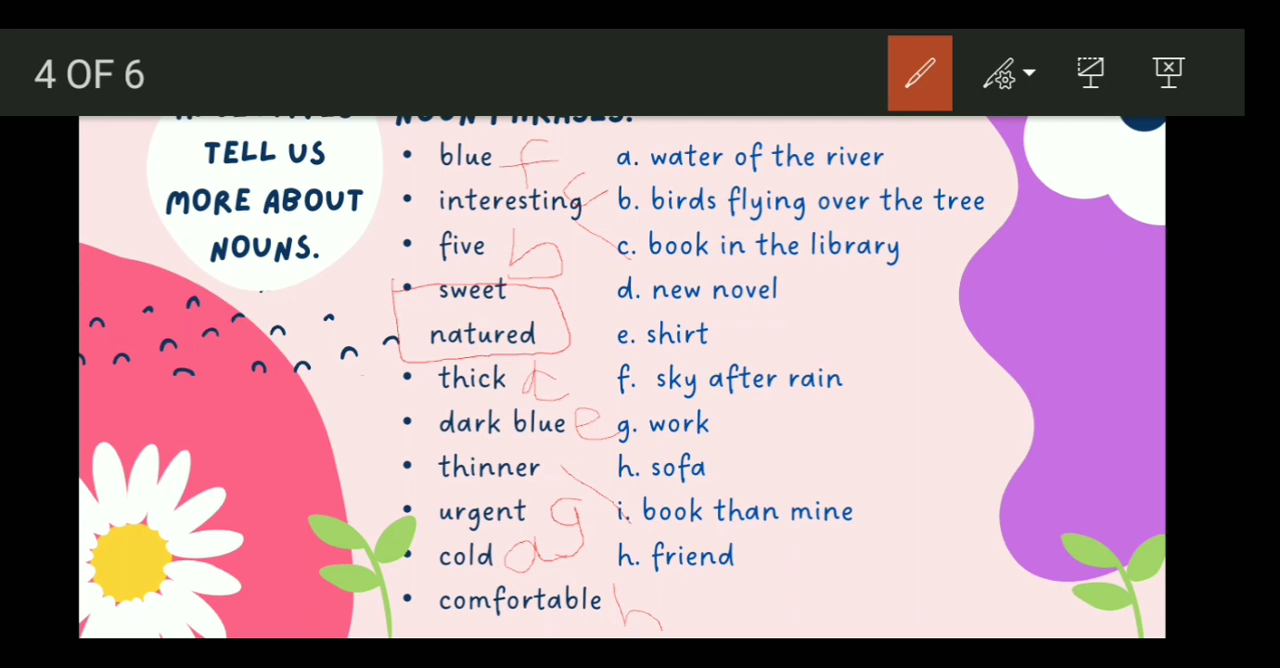 4 OF 6
NOUN PHRASES.
TELL US
MORE ABOUT
NOUNS.
• blue f
• interesting
• five b
• sweet
natured
• thick
• dark blue e
• thinner
• urgent g
• cold a
• comfortable h
a. water of the river
b. birds flying over the tree
c. book in the library
d. new novel
e. shirt
f. sky after rain
g. work
h. sofa
i. book than mine
h. friend